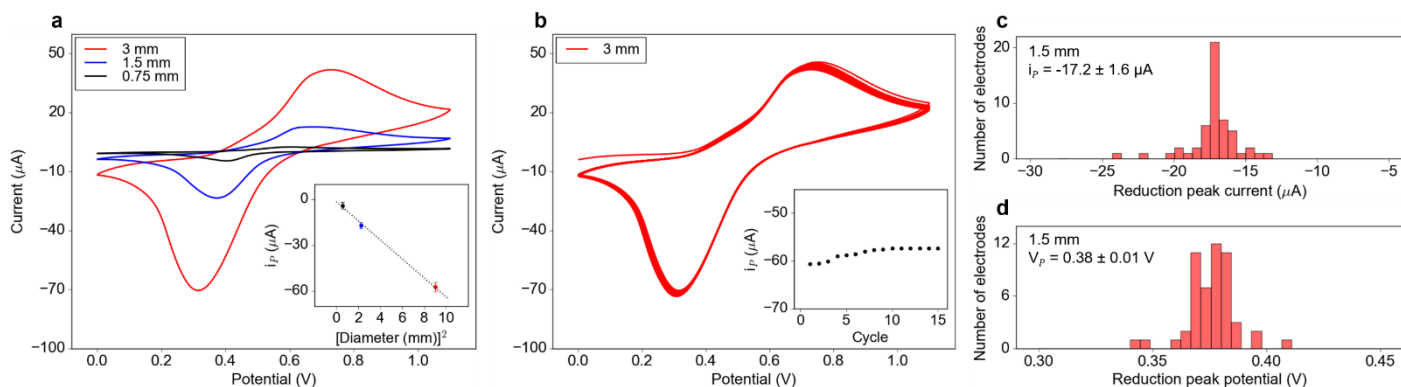 a
50
20
−10
−40
−70
−100
Current (µA)
3 mm
1.5 mm
0.75 mm
0.0
0.2
0.4
0.6
0.8
1.0
Potential (V)
0
−30
−60
iP (µA)
0
2
4
6
8
10
[Diameter (mm)]2
b
50
20
−10
−40
−70
−100
Current (µA)
3 mm
0.0
0.2
0.4
0.6
0.8
1.0
Potential (V)
−50
−60
−70
iP (µA)
0
5
10
15
Cycle
c
20
10
0
Number of electrodes
1.5 mm
iP = -17.2 ± 1.6 µA
−30
−25
−20
−15
−10
−5
Reduction peak current (µA)
d
12
6
0
Number of electrodes
1.5 mm
VP = 0.38 ± 0.01 V
0.30
0.35
0.40
0.45
Reduction peak potential (V)